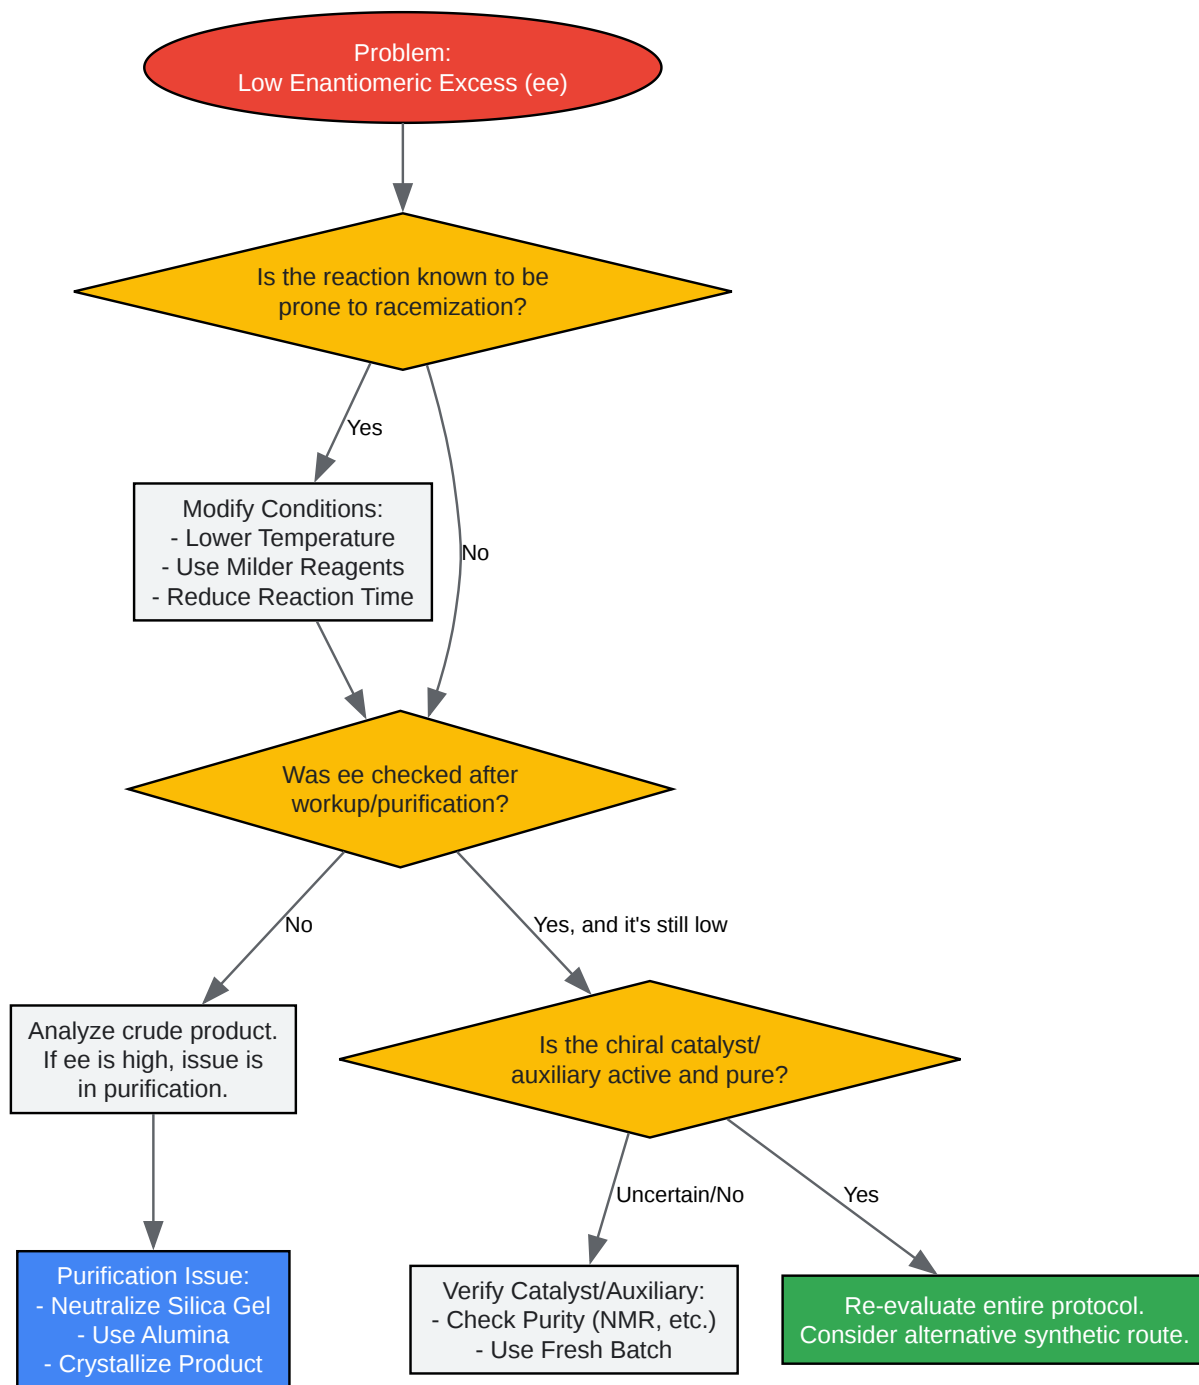 Problem:
Low Enantiomeric Excess (ee)
Is the reaction known to be
prone to racemization?
Yes
Modify Conditions:
- Lower Temperature
- Use Milder Reagents
- Reduce Reaction Time
No
Was ee checked after
workup/purification?
No
Yes, and it's still low
Analyze crude product.
If ee is high, issue is
in purification.
Is the chiral catalyst/
auxiliary active and pure?
Uncertain/No
Yes
Purification Issue:
- Neutralize Silica Gel
- Use Alumina
- Crystallize Product
Verify Catalyst/Auxiliary:
- Check Purity (NMR, etc.)
- Use Fresh Batch
Re-evaluate entire protocol.
Consider alternative synthetic route.